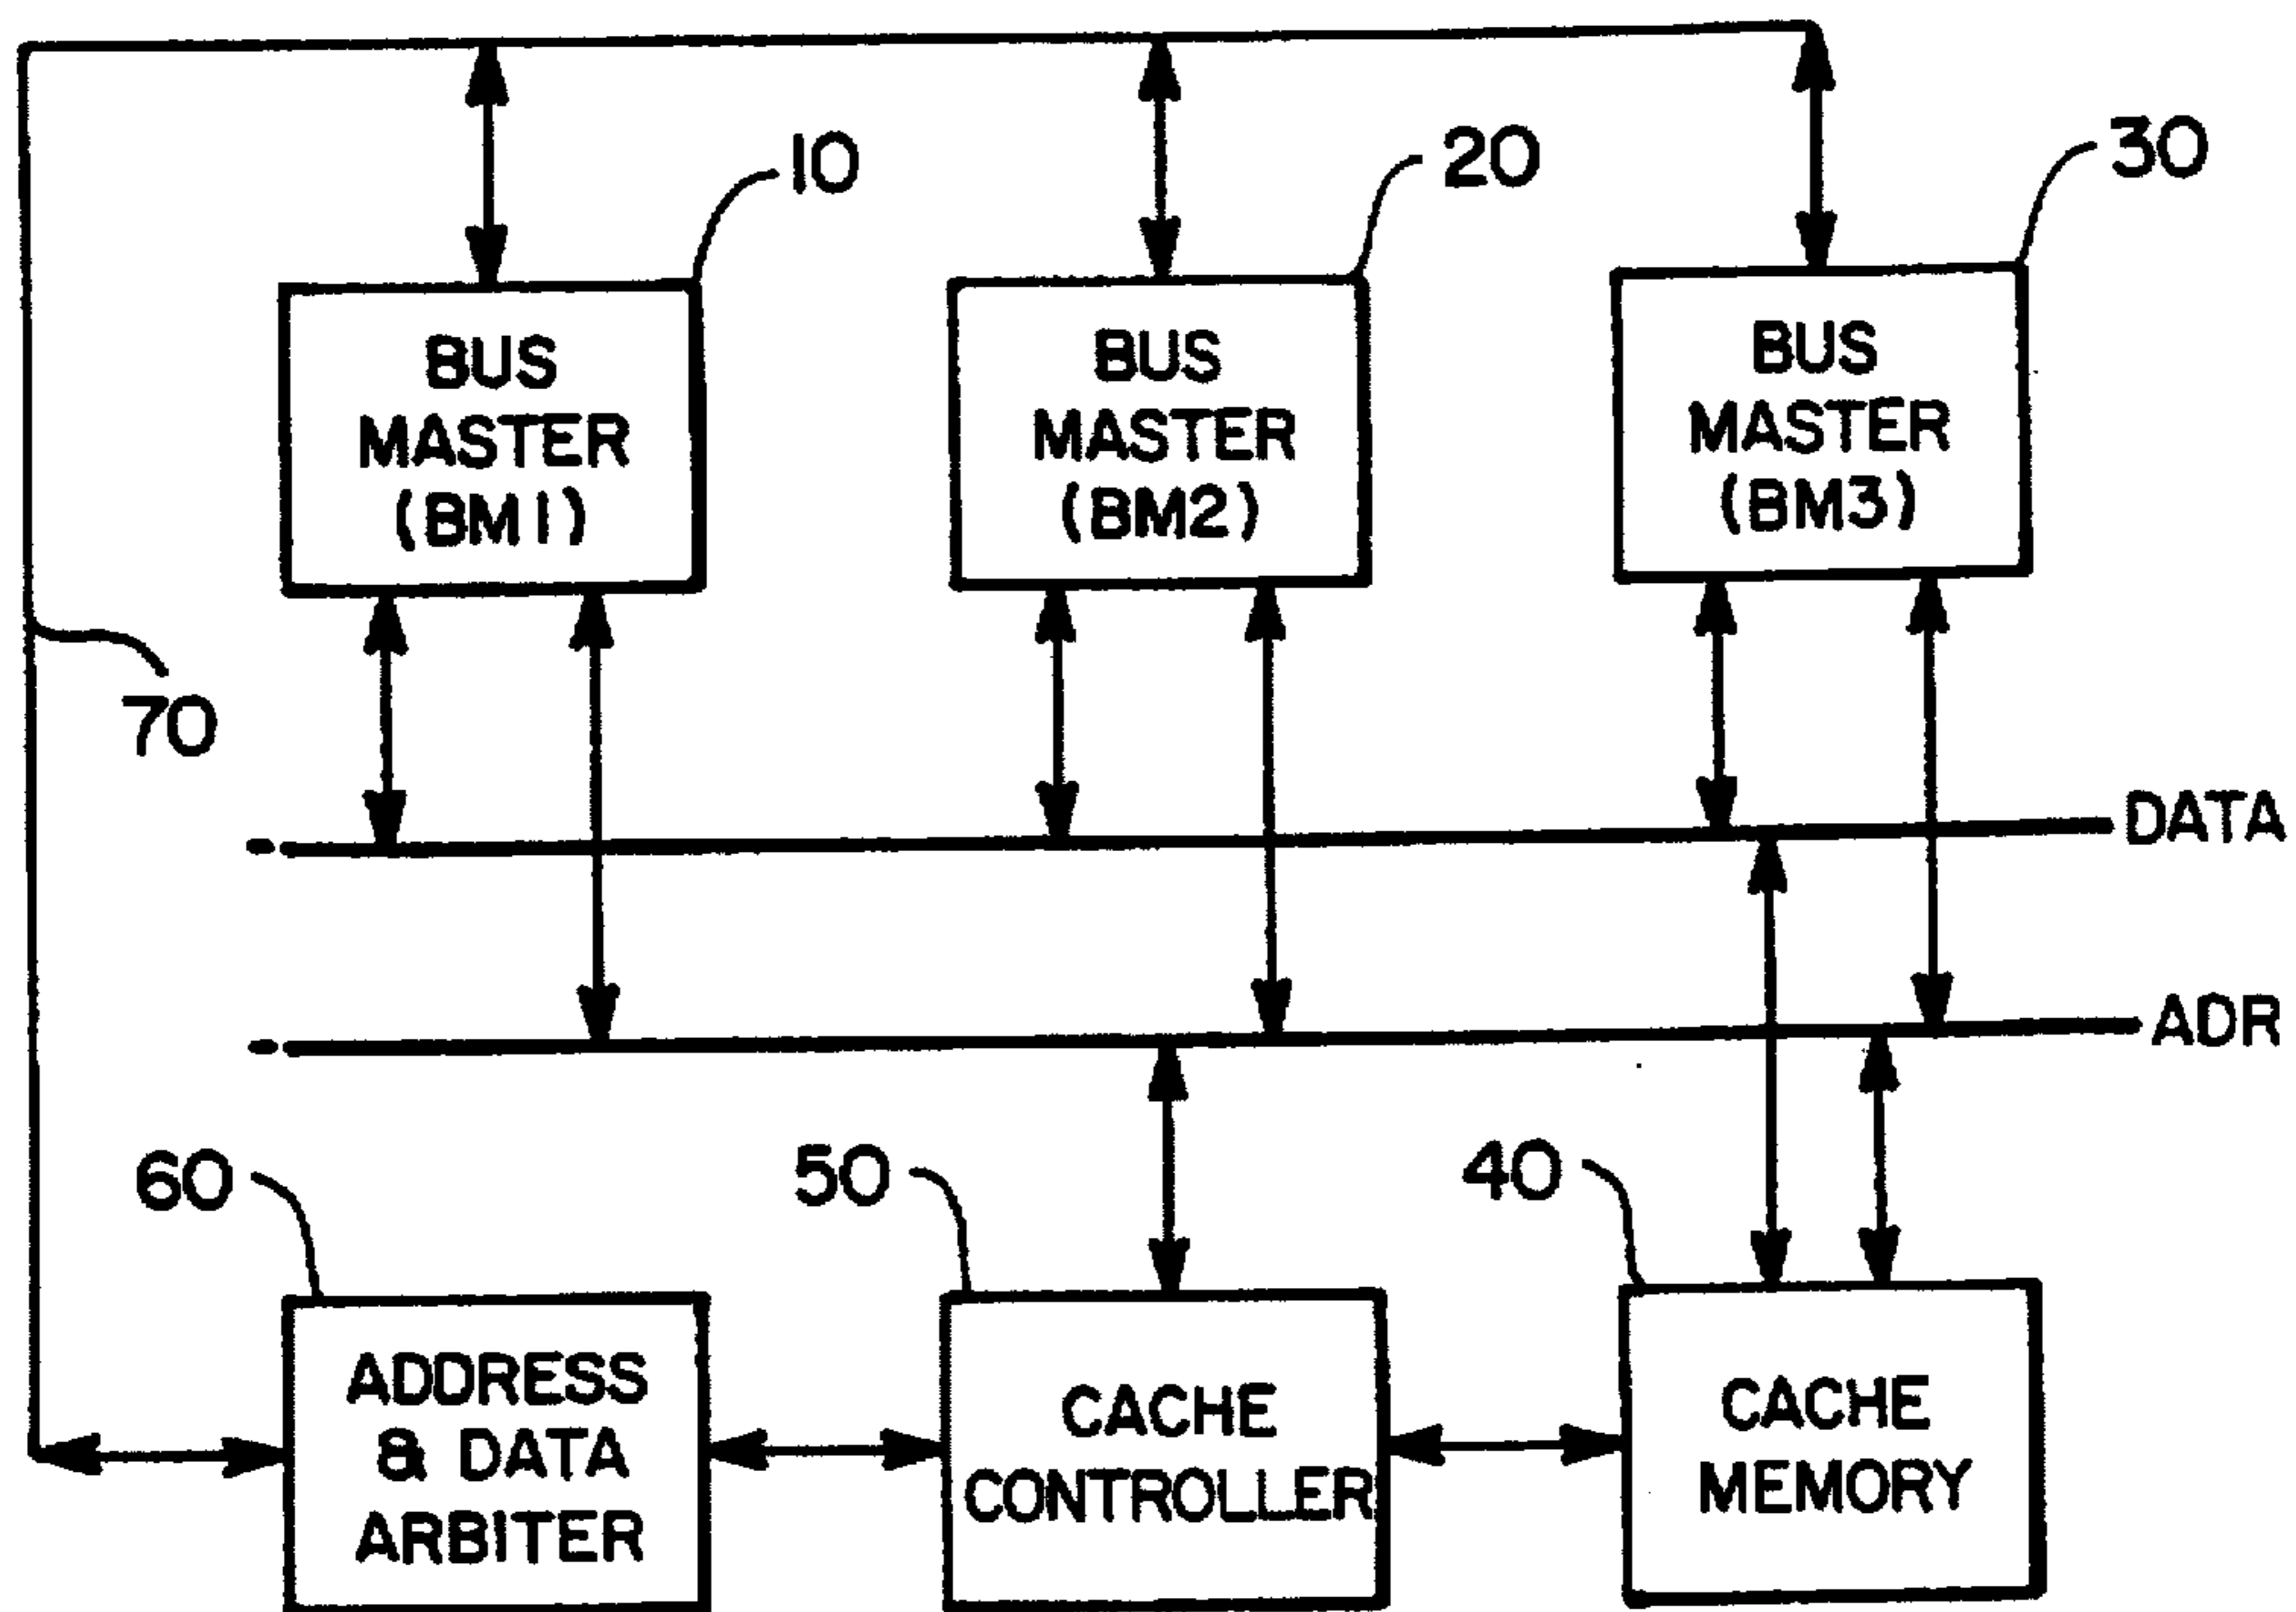 10
20
30
BUS
MASTER
(BM1)
BUS
MASTER
(BM2)
BUS
MASTER
(BM3)
70
DATA
ADR
60
50
40
ADDRESS
& DATA
ARBITER
CACHE
CONTROLLER
CACHE
MEMORY